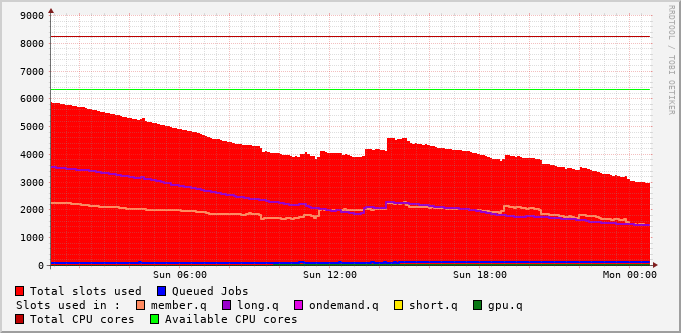 9000
8000
7000
6000
5000
4000
3000
2000
1000
0
Sun 06:00 Sun 12:00 Sun 18:00 Mon 00:00
RRDTOOL / TOBI OETIKER
Total slots used Queued Jobs
Slots used in : member.q long.q ondemand.q short.q gpu.q
Total CPU cores Available CPU cores